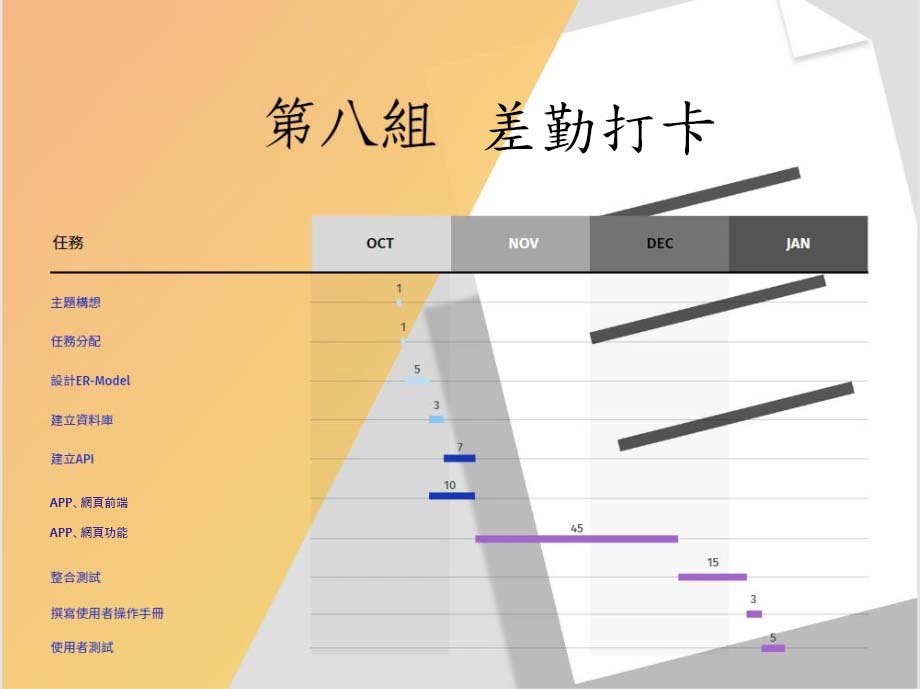 第八組 差勤打卡
任務 OCT NOV DEC JAN
主題構想 1
任務分配 1
設計ER-Model 5
建立資料庫 3
建立API 7
APP、網頁前端 10
APP、網頁功能 45
整合測試 15
撰寫使用者操作手冊 3
使用者測試 5